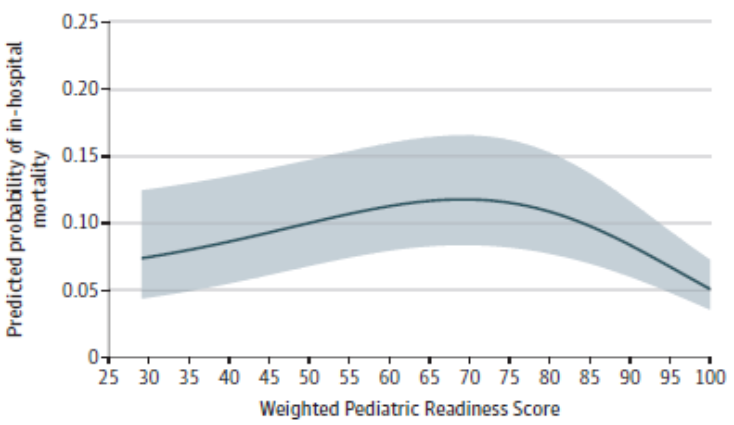 Predicted probability of in-hospital
mortality
0.25
0.20
0.15
0.10
0.05
0
25 30 35 40 45 50 55 60 65 70 75 80 85 90 95 100
Weighted Pediatric Readiness Score